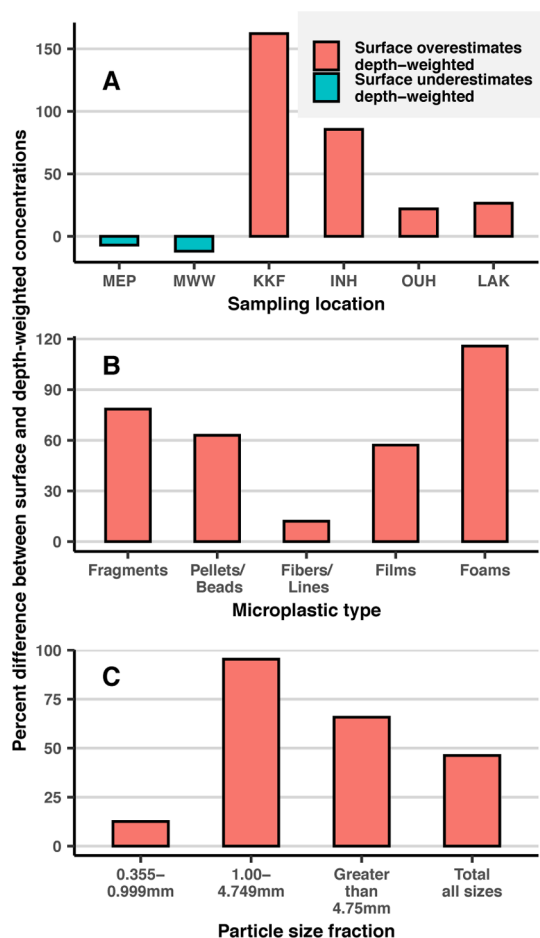 Percent difference between surface and depth-weighted concentrations
A
Surface overestimates
depth–weighted
Surface underestimates
depth–weighted
150
100
50
0
MEP MWW KKF INH OUH LAK
Sampling location
B
120
90
60
30
0
Fragments Pellets/ Fibers/ Films Foams
Beads Lines
Microplastic type
C
100
75
50
25
0
0.355– 1.00– Greater Total
0.999mm 4.749mm than all sizes
4.75mm
Particle size fraction